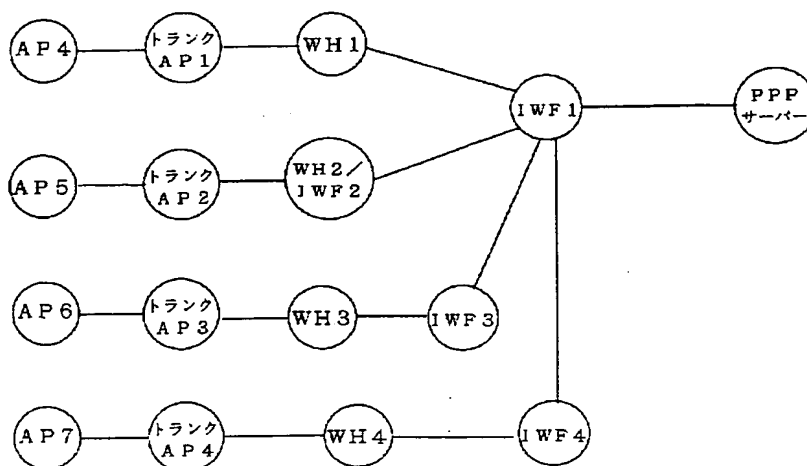 AP4
トランク
AP1
WH1
IWF1
PPP
サーバー
AP5
トランク
AP2
WH2/
IWF2
AP6
トランク
AP3
WH3
IWF3
AP7
トランク
AP4
WH4
IWF4